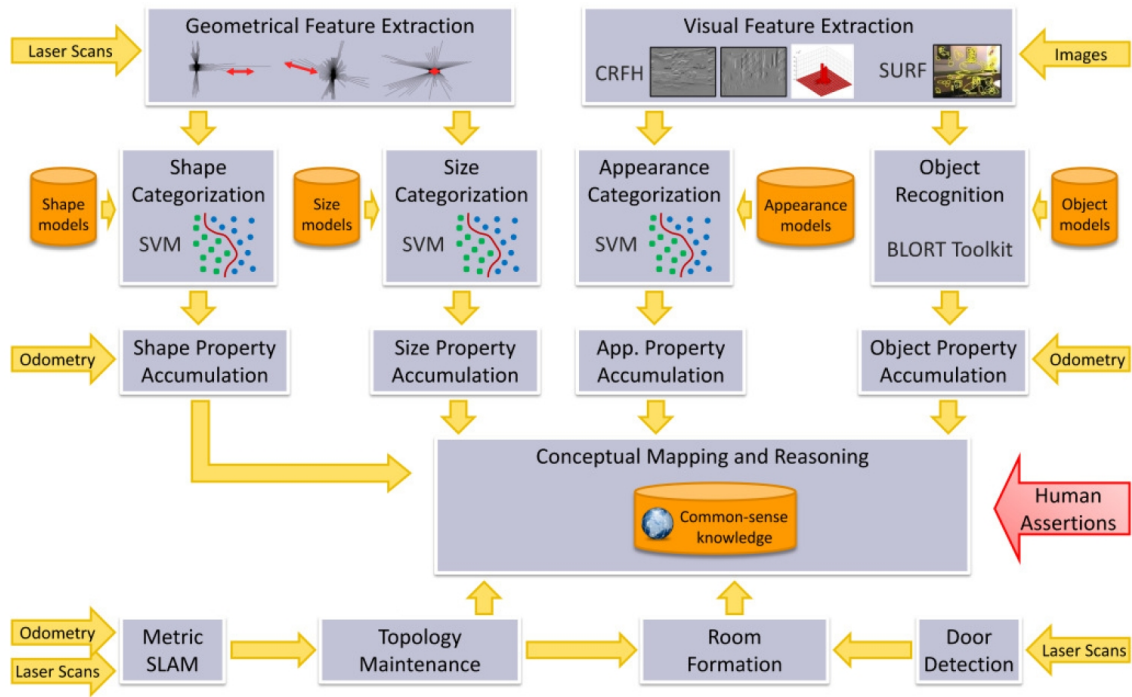 Geometrical Feature Extraction
Visual Feature Extraction
Laser Scans
CRFH
SURF
Images
Shape
Categorization
SVM
Shape
models
Size
Categorization
SVM
Size
models
Appearance
Categorization
SVM
Appearance
models
Object
Recognition
BLORT Toolkit
Object
models
Odometry
Shape Property
Accumulation
Size Property
Accumulation
App. Property
Accumulation
Object Property
Accumulation
Odometry
Conceptual Mapping and Reasoning
Common-sense
knowledge
Human
Assertions
Odometry
Laser Scans
Metric
SLAM
Topology
Maintenance
Room
Formation
Door
Detection
Laser Scans